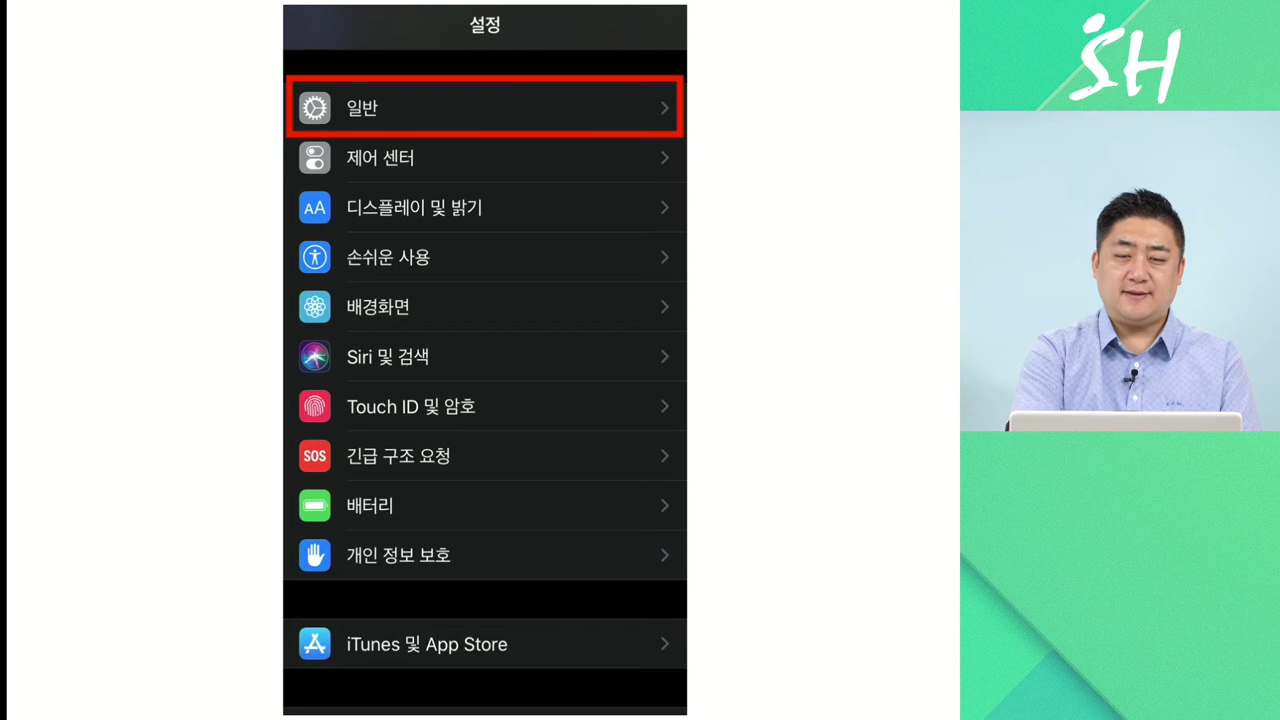 설정
일반
제어 센터
AA
디스플레이 및 밝기
손쉬운 사용
배경화면
Siri 및 검색
Touch ID 및 암호
SOS
긴급 구조 요청
배터리
개인 정보 보호
iTunes 및 App Store
SH